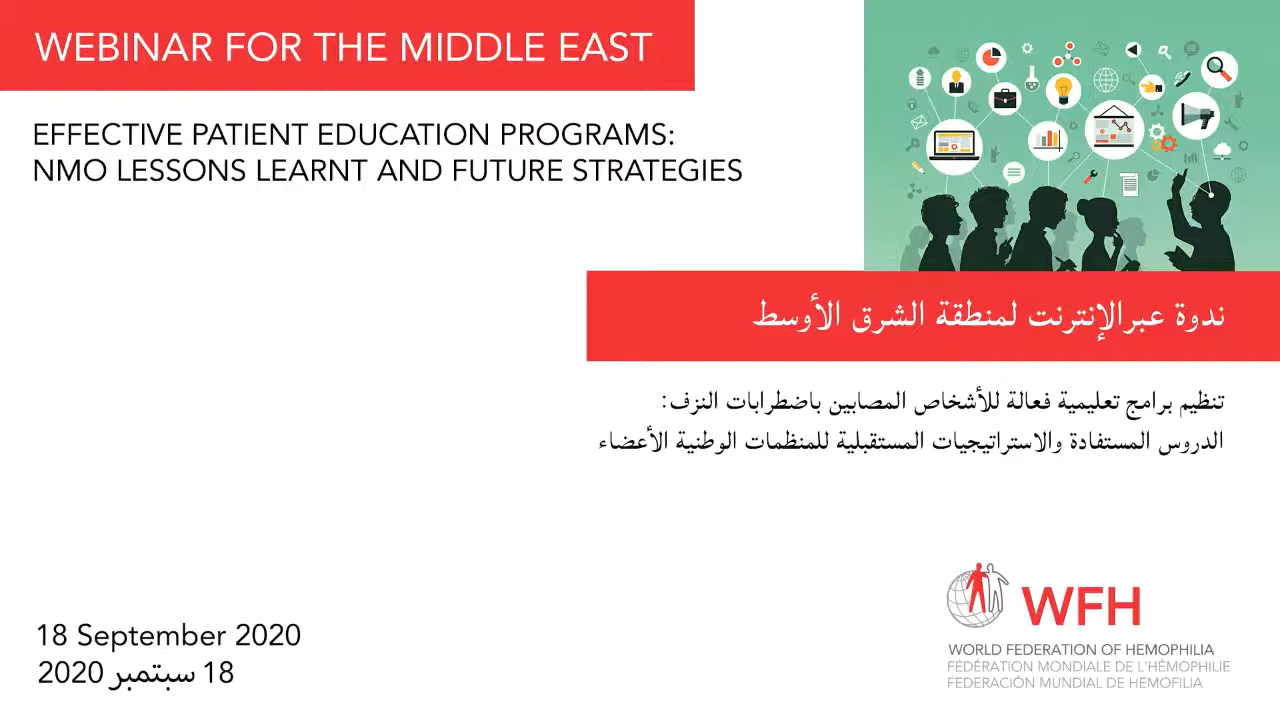 WEBINAR FOR THE MIDDLE EAST
EFFECTIVE PATIENT EDUCATION PROGRAMS:
NMO LESSONS LEARNT AND FUTURE STRATEGIES
ندوة عبرالإنترنت لمنطقة الشرق الأوسط
تنظيم برامج تعليمية فعالة للأشخاص المصابين باضطرابات النزف:
الدروس المستفادة والاستراتيجيات المستقبلية للمنظمات الوطنية الأعضاء
18 September 2020
18 سبتمبر 2020
WFH
WORLD FEDERATION OF HEMOPHILIA
FÉDÉRATION MONDIALE DE L'HÉMOPHILIE
FEDERACIÓN MUNDIAL DE HEMOFILIA